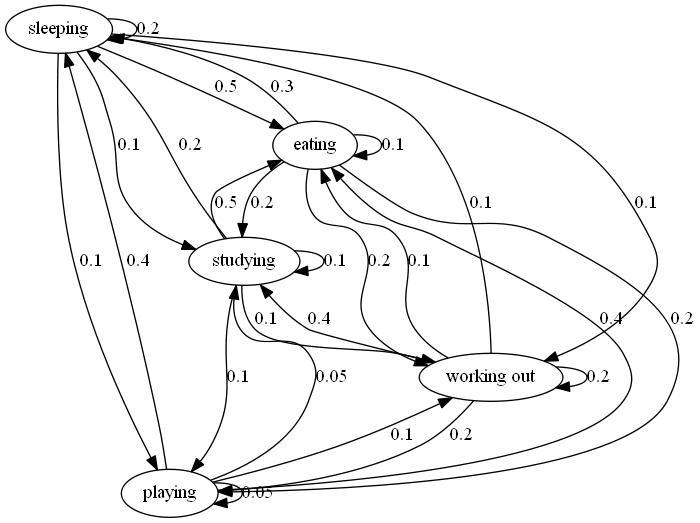 sleeping 0.2
0.5 0.3
0.1 0.2 eating 0.1
0.5 0.2 0.1 0.1
0.1 0.4 studying 0.1 0.2 0.1
0.1 0.4 0.4 0.2
0.1 0.05 working out 0.2
0.1 0.2
playing 0.05